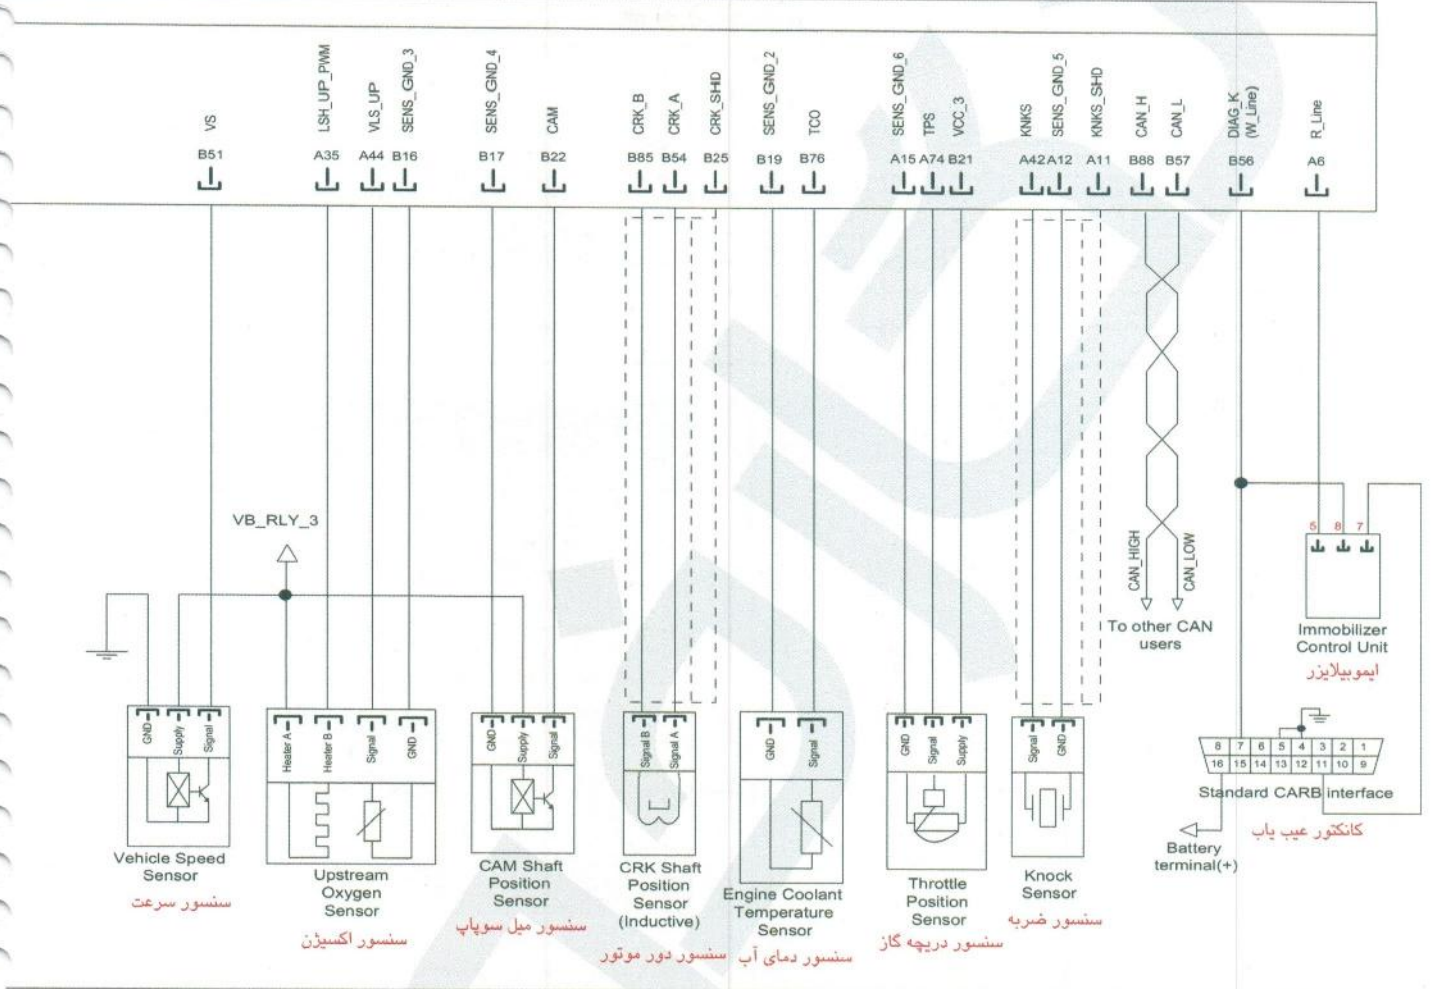 VS
LSH_UP_PWM
VLS_UP
SENS_GND_3
SENS_GND_4
CAM
CRK_B
CRK_A
CRK_SHID
SENS_GND_2
TCO
SENS_GND_6
TPS
VCC_3
KNKS
SENS_GND_5
KNKS_SHD
CAN_H
CAN_L
DIAG_K
(W_Line)
R_Line
B51 A35 A44 B16 B17 B22 B85 B54 B25 B19 B76 A15 A74 B21 A42 A12 A11 B88 B57 B56 A6
VB_RLY_3
CAN_HIGH
CAN_LOW
To other CAN
users
5 8 7
Immobilizer
Control Unit
ایموبیلایزر
GND Supply Signal
Vehicle Speed
Sensor
سنسور سرعت
Heater A Heater B Signal GND
Upstream
Oxygen
Sensor
سنسور اکسیژن
GND Supply Signal
CAM Shaft
Position
Sensor
سنسور میل سوپاپ
Signal B Signal A
CRK Shaft
Position
Sensor
(Inductive)
سنسور دور موتور
GND Signal
Engine Coolant
Temperature
Sensor
سنسور دمای آب
GND Signal Supply
Throttle
Position
Sensor
سنسور دریچه گاز
Signal GND
Knock
Sensor
سنسور ضربه
8 7 6 5 4 3 2 1
16 15 14 13 12 11 10 9
Standard CARB interface
کانکتور عیب یاب
Battery
terminal(+)